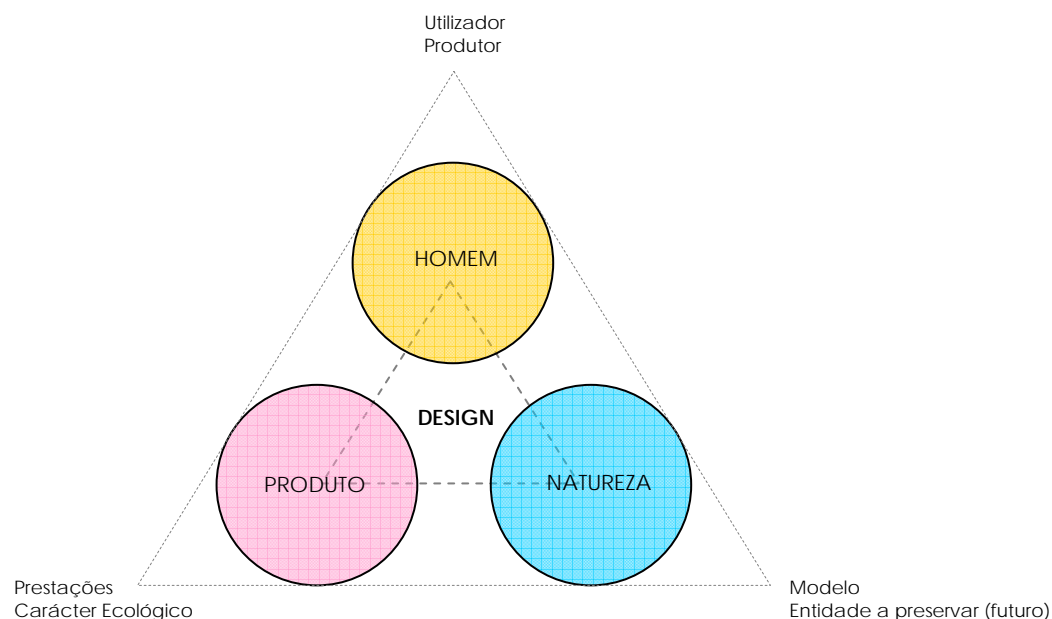 Utilizador
Produtor
HOMEM
DESIGN
PRODUTO
NATUREZA
Prestações
Carácter Ecológico
Modelo
Entidade a preservar (futuro)